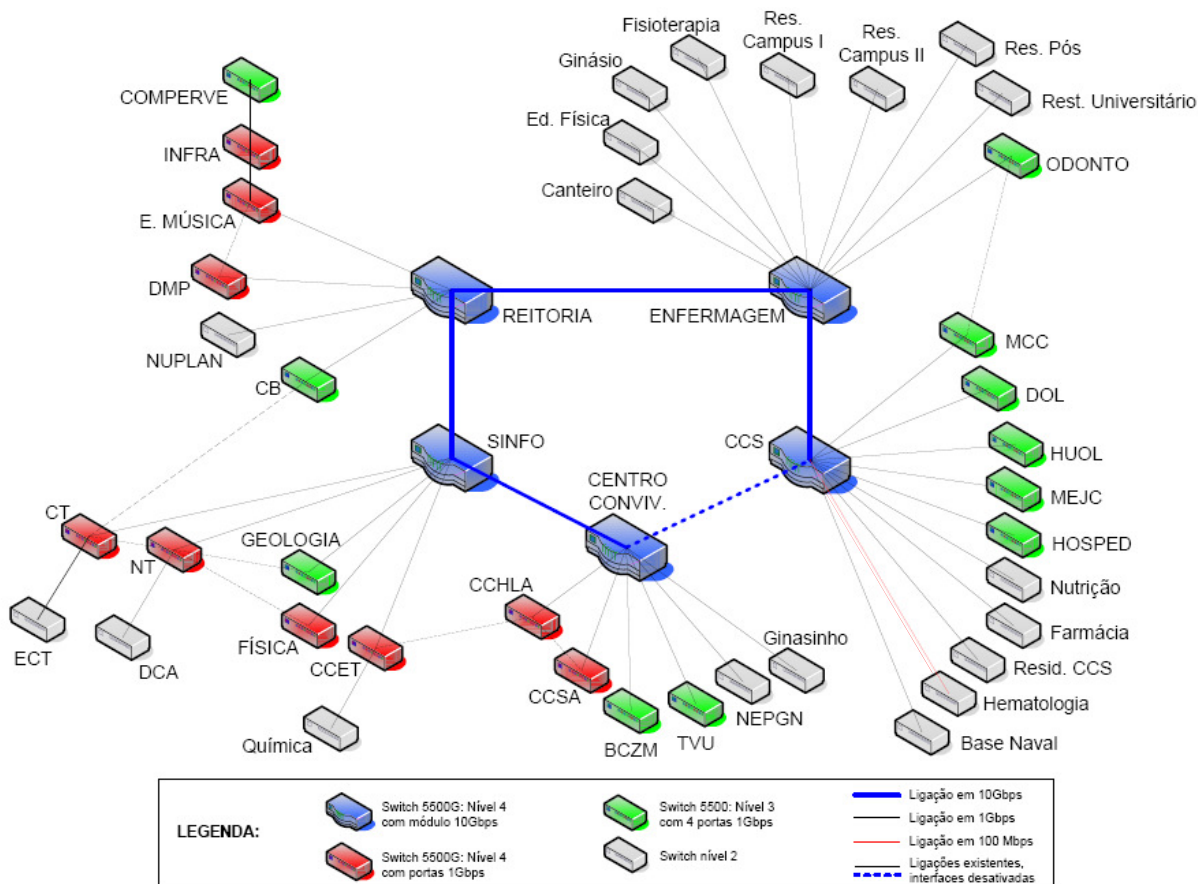 Fisioterapia
Res.
Campus I
Res.
Campus II
Res. Pós
Ginásio
COMPERVE
Rest. Universitário
Ed. Física
INFRA
ODONTO
Canteiro
E. MÚSICA
DMP
REITORIA
ENFERMAGEM
NUPLAN
MCC
CB
DOL
SINFO
CCS
HUOL
CENTRO
CONVIV.
MEJC
CT
GEOLOGIA
HOSPED
NT
CCHLA
Nutrição
FÍSICA
Ginasinho
Farmácia
ECT
DCA
CCET
CCSA
Resid. CCS
NEPGN
Hematologia
Química
BCZM
TVU
Base Naval
LEGENDA:
Switch 5500G: Nível 4
com módulo 10Gbps
Switch 5500G: Nível 4
com portas 1Gbps
Switch 5500: Nível 3
com 4 portas 1Gbps
Switch nível 2
Ligação em 10Gbps
Ligação em 1Gbps
Ligação em 100 Mbps
Ligações existentes,
interfaces desativadas